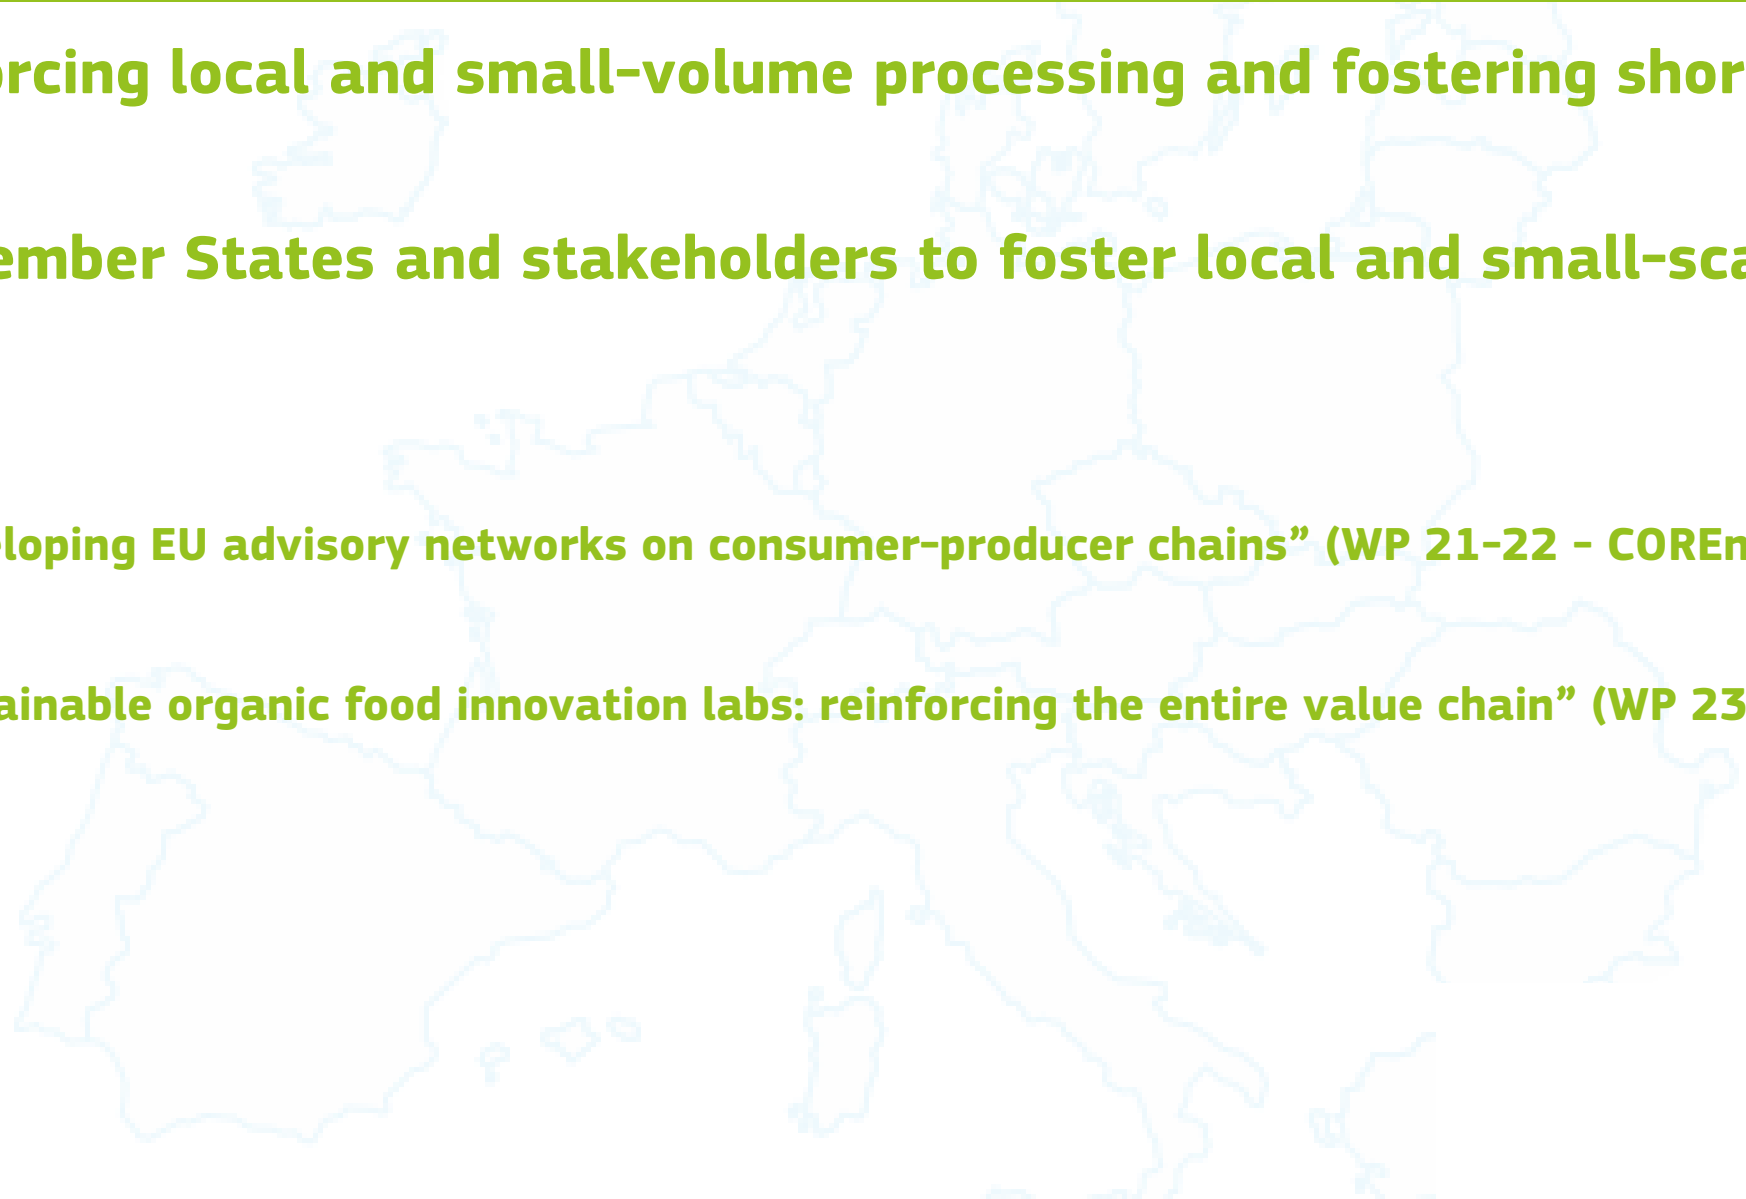 orcing local and small-volume processing and fostering shor
ember States and stakeholders to foster local and small-sca
loping EU advisory networks on consumer-producer chains” (WP 21-22 - COREn
ainable organic food innovation labs: reinforcing the entire value chain” (WP 23